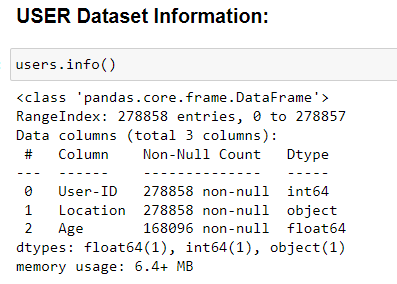 USER Dataset Information:
users.info()
<class 'pandas.core.frame.DataFrame'>
RangeIndex: 278858 entries, 0 to 278857
Data columns (total 3 columns):
 #   Column    Non-Null Count   Dtype
---  ------    --------------   -----
 0   User-ID   278858 non-null  int64
 1   Location  278858 non-null  object
 2   Age       168096 non-null  float64
dtypes: float64(1), int64(1), object(1)
memory usage: 6.4+ MB